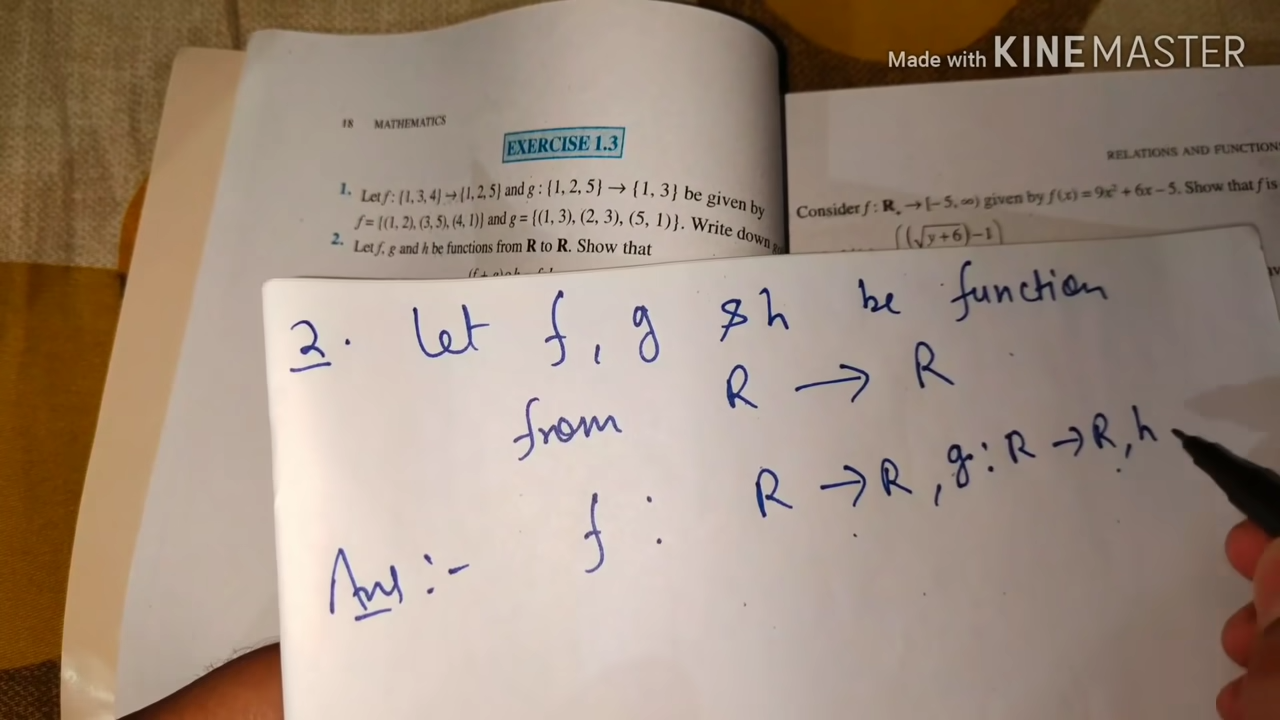 Made with KINEMASTER
18 MATHEMATICS
EXERCISE 1.3
1. Let f : {1, 3, 4} → {1, 2, 5} and g : {1, 2, 5} → {1, 3} be given by
f = {(1, 2), (3, 5), (4, 1)} and g = {(1, 3), (2, 3), (5, 1)}. Write down
2. Let f, g and h be functions from R to R. Show that
RELATIONS AND FUNCTION
Consider f : R₊ → [– 5, ∞) given by f(x) = 9x² + 6x – 5. Show that f is
((√y+6) – 1)
2. Let f, g & h be function
from R → R
Ans :- f : R → R, g : R → R, h